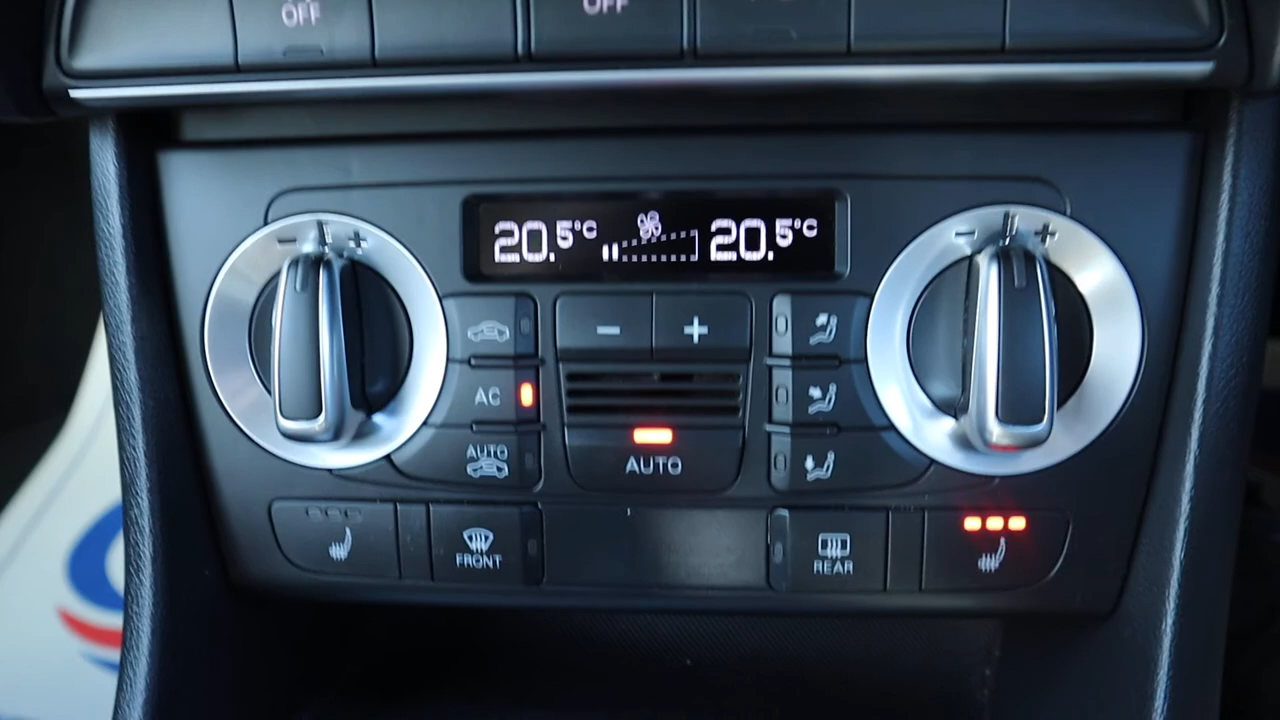 OFF
OFF
- +
20.5°C
20.5°C
- +
- +
AC
AUTO
AUTO
FRONT
REAR